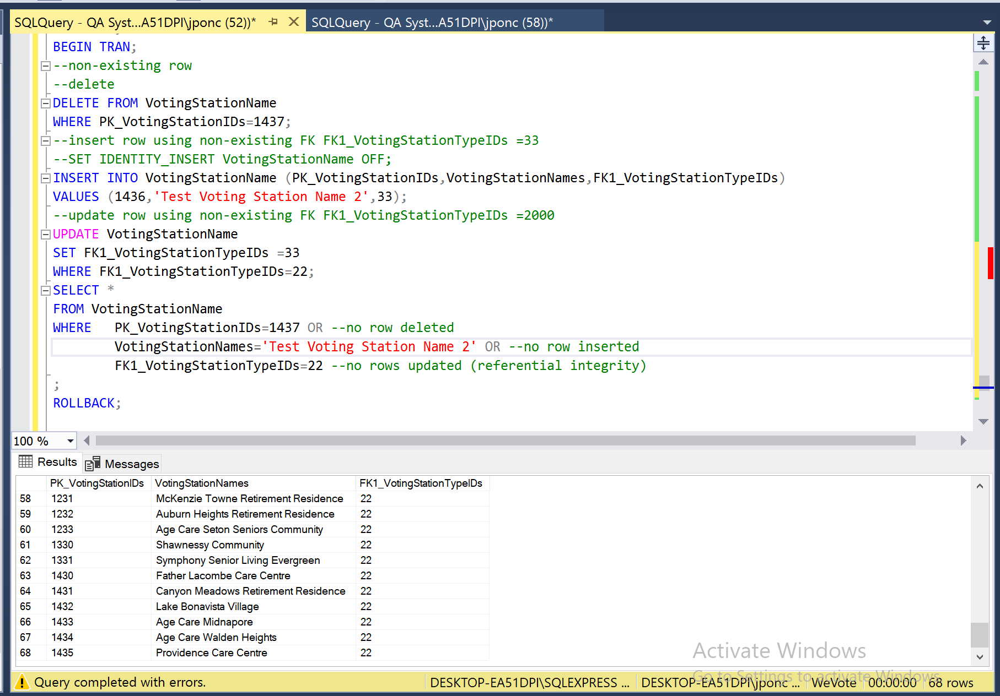 SQLQuery - QA Syst...A51DPI\jponc (52))* SQLQuery - QA Syst...A51DPI\jponc (58))*
BEGIN TRAN;
--non-existing row
--delete
DELETE FROM VotingStationName
WHERE PK_VotingStationIDs=1437;
--insert row using non-existing FK FK1_VotingStationTypeIDs =33
--SET IDENTITY_INSERT VotingStationName OFF;
INSERT INTO VotingStationName (PK_VotingStationIDs,VotingStationNames,FK1_VotingStationTypeIDs)
VALUES (1436,'Test Voting Station Name 2',33);
--update row using non-existing FK FK1_VotingStationTypeIDs =2000
UPDATE VotingStationName
SET FK1_VotingStationTypeIDs =33
WHERE FK1_VotingStationTypeIDs=22;
SELECT *
FROM VotingStationName
WHERE PK_VotingStationIDs=1437 OR --no row deleted
VotingStationNames='Test Voting Station Name 2' OR --no row inserted
FK1_VotingStationTypeIDs=22 --no rows updated (referential integrity)
;
ROLLBACK;
100 %
Results Messages
PK_VotingStationIDs VotingStationNames FK1_VotingStationTypeIDs
58 1231 McKenzie Towne Retirement Residence 22
59 1232 Auburn Heights Retirement Residence 22
60 1233 Age Care Seton Seniors Community 22
61 1330 Shawnessy Community 22
62 1331 Symphony Senior Living Evergreen 22
63 1430 Father Lacombe Care Centre 22
64 1431 Canyon Meadows Retirement Residence 22
65 1432 Lake Bonavista Village 22
66 1433 Age Care Midnapore 22
67 1434 Age Care Walden Heights 22
68 1435 Providence Care Centre 22
Activate Windows
Go to Settings to activate Windows.
Query completed with errors. DESKTOP-EA51DPI\SQLEXPRESS ... DESKTOP-EA51DPI\jponc ... WeVote 00:00:00 68 rows